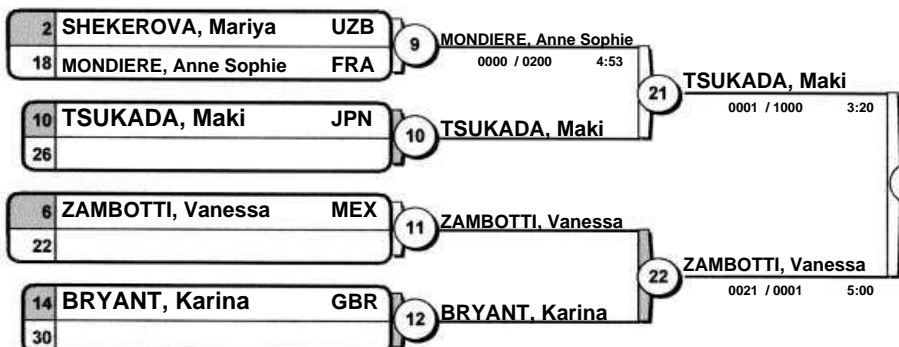 2 SHEKEROVA, Mariya UZB
18 MONDIERE, Anne Sophie FRA
9
MONDIERE, Anne Sophie
0000 / 0200 4:53
10 TSUKADA, Maki JPN
26
10
TSUKADA, Maki
21
TSUKADA, Maki
0001 / 1000 3:20
6 ZAMBOTTI, Vanessa MEX
22
11
ZAMBOTTI, Vanessa
14 BRYANT, Karina GBR
30
12
BRYANT, Karina
22
ZAMBOTTI, Vanessa
0021 / 0001 5:00